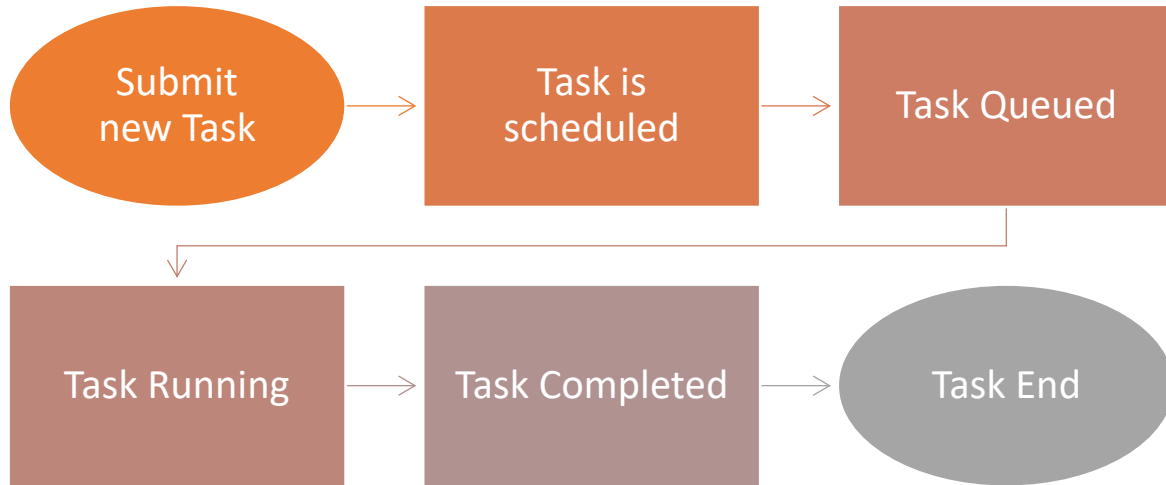 Submit
new Task
Task is
scheduled
Task Queued
Task Running
Task Completed
Task End